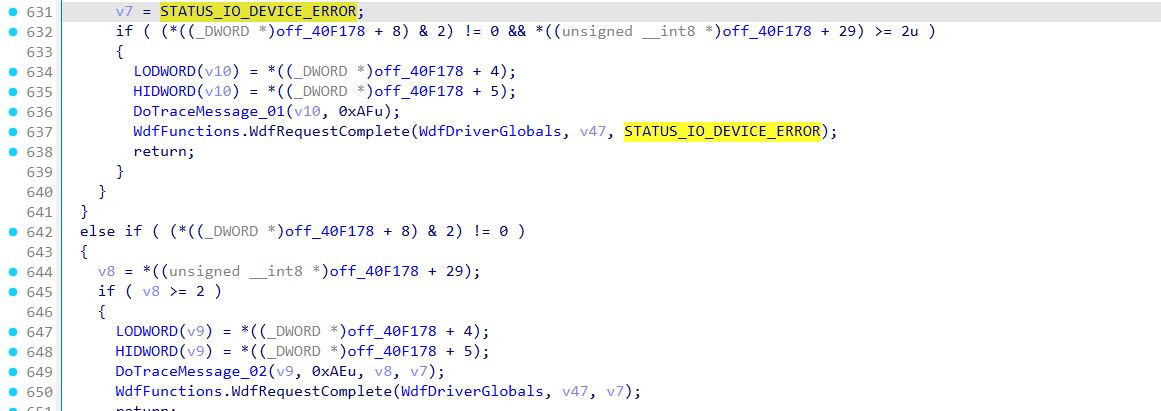 631 v7 = STATUS_IO_DEVICE_ERROR;
632 if ( (*((_DWORD *)off_40F178 + 8) & 2) != 0 && *((unsigned __int8 *)off_40F178 + 29) >= 2u )
633 {
634 LODWORD(v10) = *((_DWORD *)off_40F178 + 4);
635 HIDWORD(v10) = *((_DWORD *)off_40F178 + 5);
636 DoTraceMessage_01(v10, 0xAFu);
637 WdfFunctions.WdfRequestComplete(WdfDriverGlobals, v47, STATUS_IO_DEVICE_ERROR);
638 return;
639 }
640 }
641 }
642 else if ( (*((_DWORD *)off_40F178 + 8) & 2) != 0 )
643 {
644 v8 = *((unsigned __int8 *)off_40F178 + 29);
645 if ( v8 >= 2 )
646 {
647 LODWORD(v9) = *((_DWORD *)off_40F178 + 4);
648 HIDWORD(v9) = *((_DWORD *)off_40F178 + 5);
649 DoTraceMessage_02(v9, 0xAEu, v8, v7);
650 WdfFunctions.WdfRequestComplete(WdfDriverGlobals, v47, v7);
651 return;